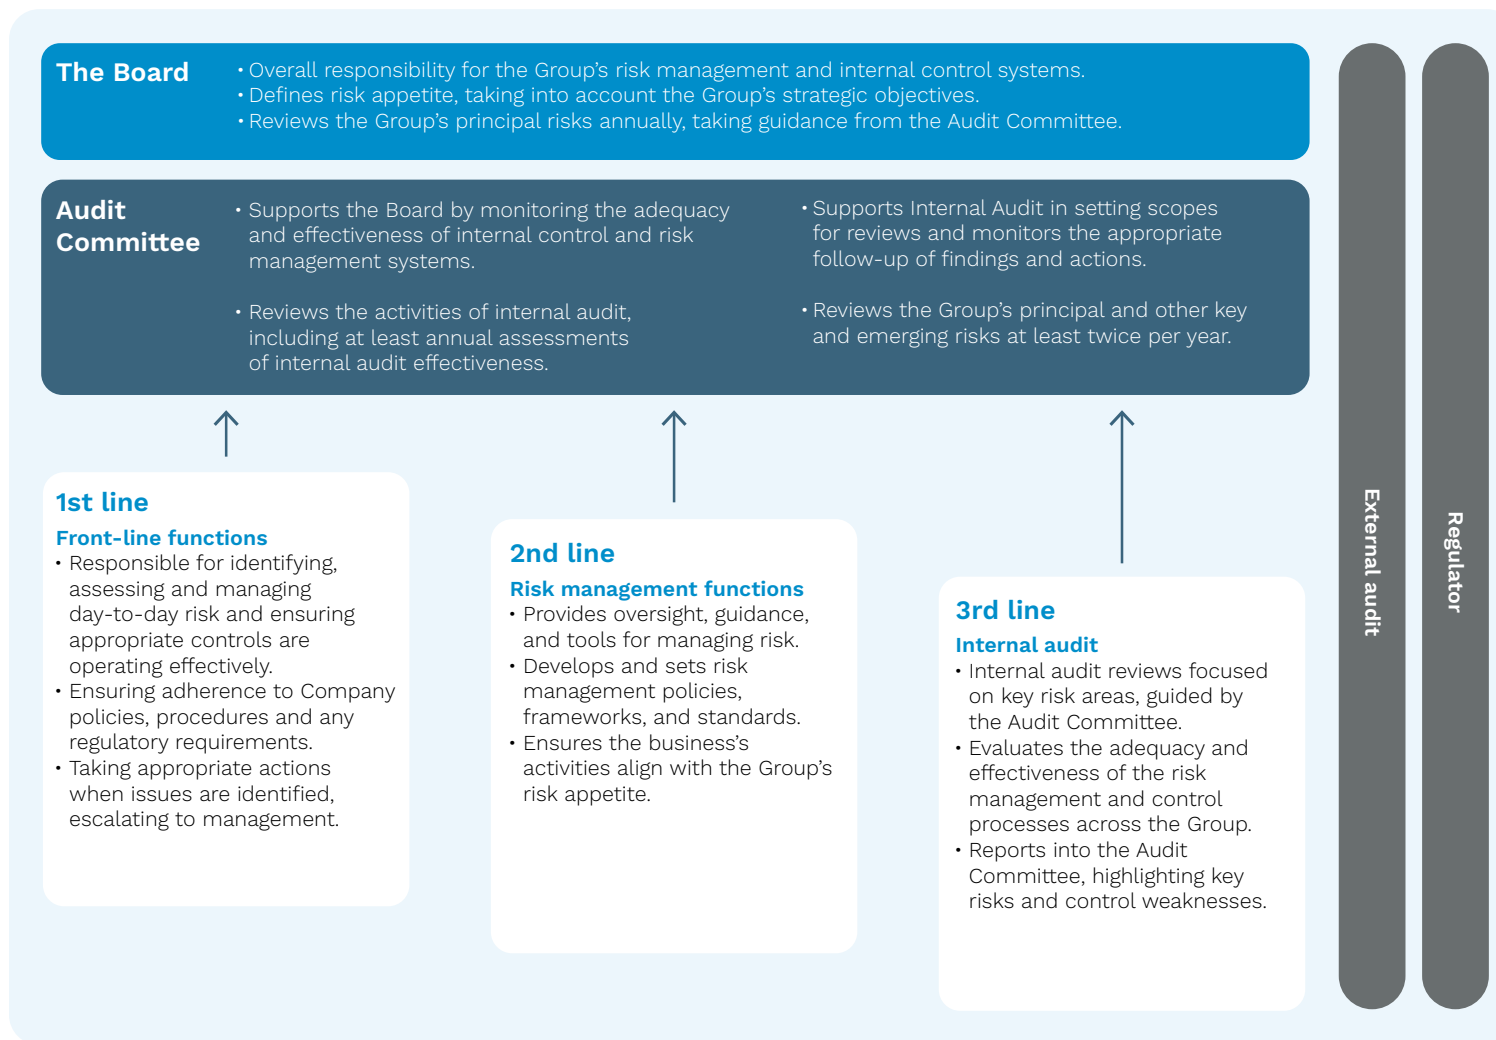 The Board
• Overall responsibility for the Group’s risk management and internal control systems.
• Defines risk appetite, taking into account the Group’s strategic objectives.
• Reviews the Group’s principal risks annually, taking guidance from the Audit Committee.
Audit
Committee
• Supports the Board by monitoring the adequacy
and effectiveness of internal control and risk
management systems.
• Reviews the activities of internal audit,
including at least annual assessments
of internal audit effectiveness.
• Supports Internal Audit in setting scopes
for reviews and monitors the appropriate
follow-up of findings and actions.
• Reviews the Group’s principal and other key
and emerging risks at least twice per year.
1st line
Front-line functions
• Responsible for identifying,
assessing and managing
day-to-day risk and ensuring
appropriate controls are
operating effectively.
• Ensuring adherence to Company
policies, procedures and any
regulatory requirements.
• Taking appropriate actions
when issues are identified,
escalating to management.
2nd line
Risk management functions
• Provides oversight, guidance,
and tools for managing risk.
• Develops and sets risk
management policies,
frameworks, and standards.
• Ensures the business’s
activities align with the Group’s
risk appetite.
3rd line
Internal audit
• Internal audit reviews focused
on key risk areas, guided by
the Audit Committee.
• Evaluates the adequacy and
effectiveness of the risk
management and control
processes across the Group.
• Reports into the Audit
Committee, highlighting key
risks and control weaknesses.
External audit
Regulator